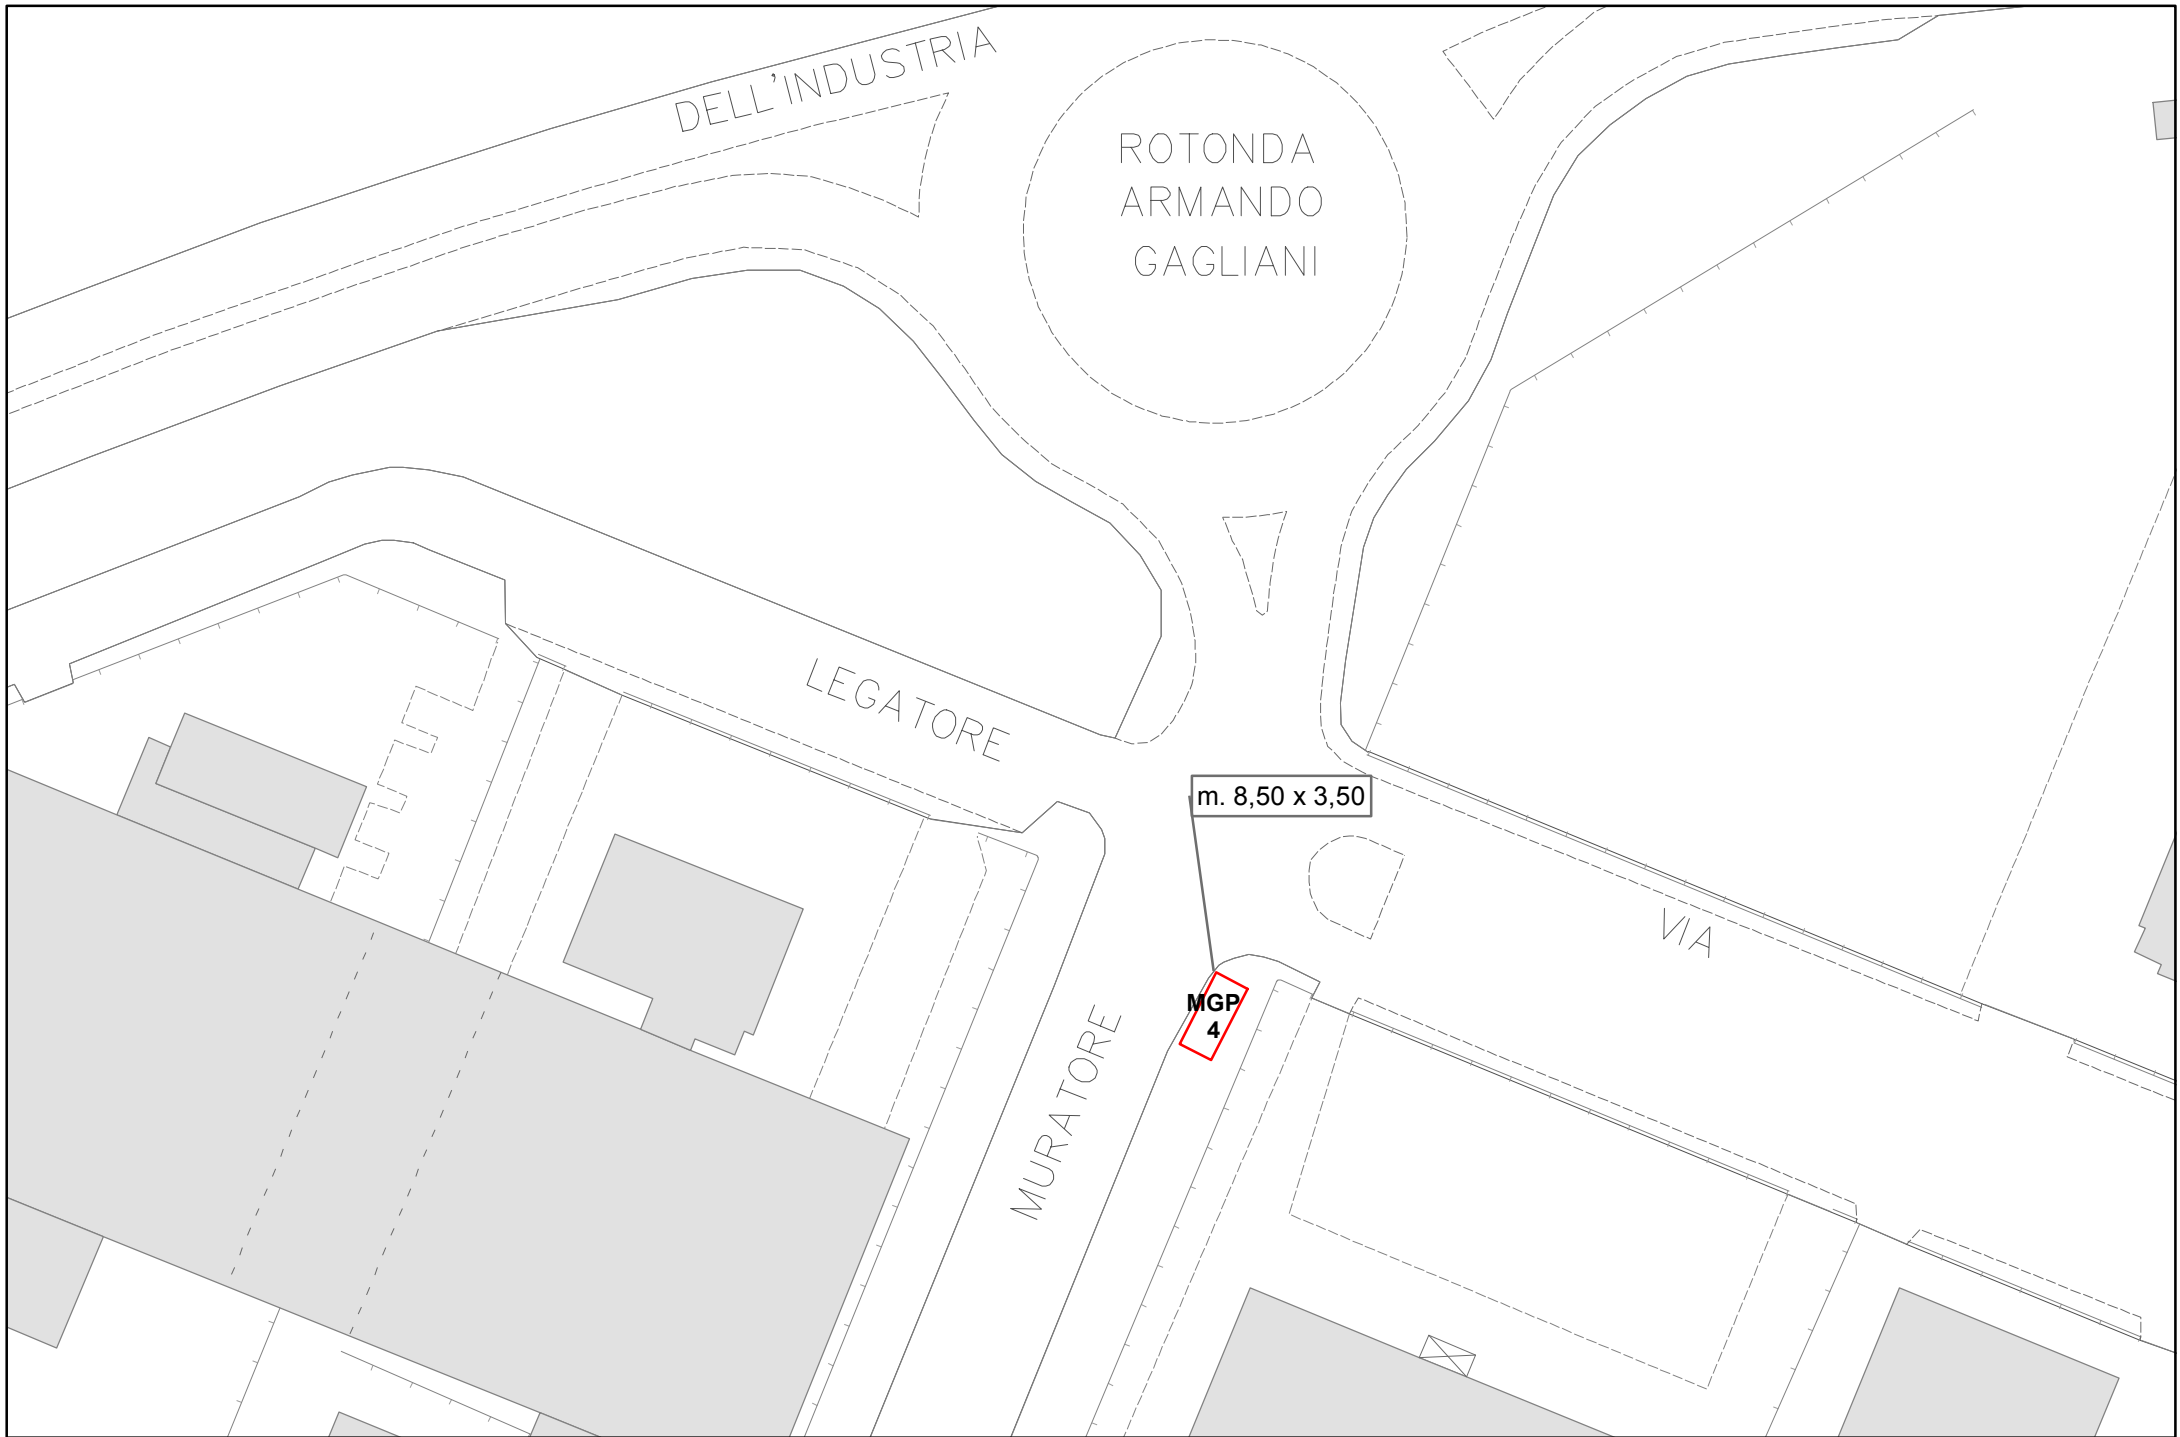 DELL'INDUSTRIA
ROTONDA
ARMANDO
GAGLIANI
LEGATORE
m. 8,50 x 3,50
VIA
MGP
4
MURATORE